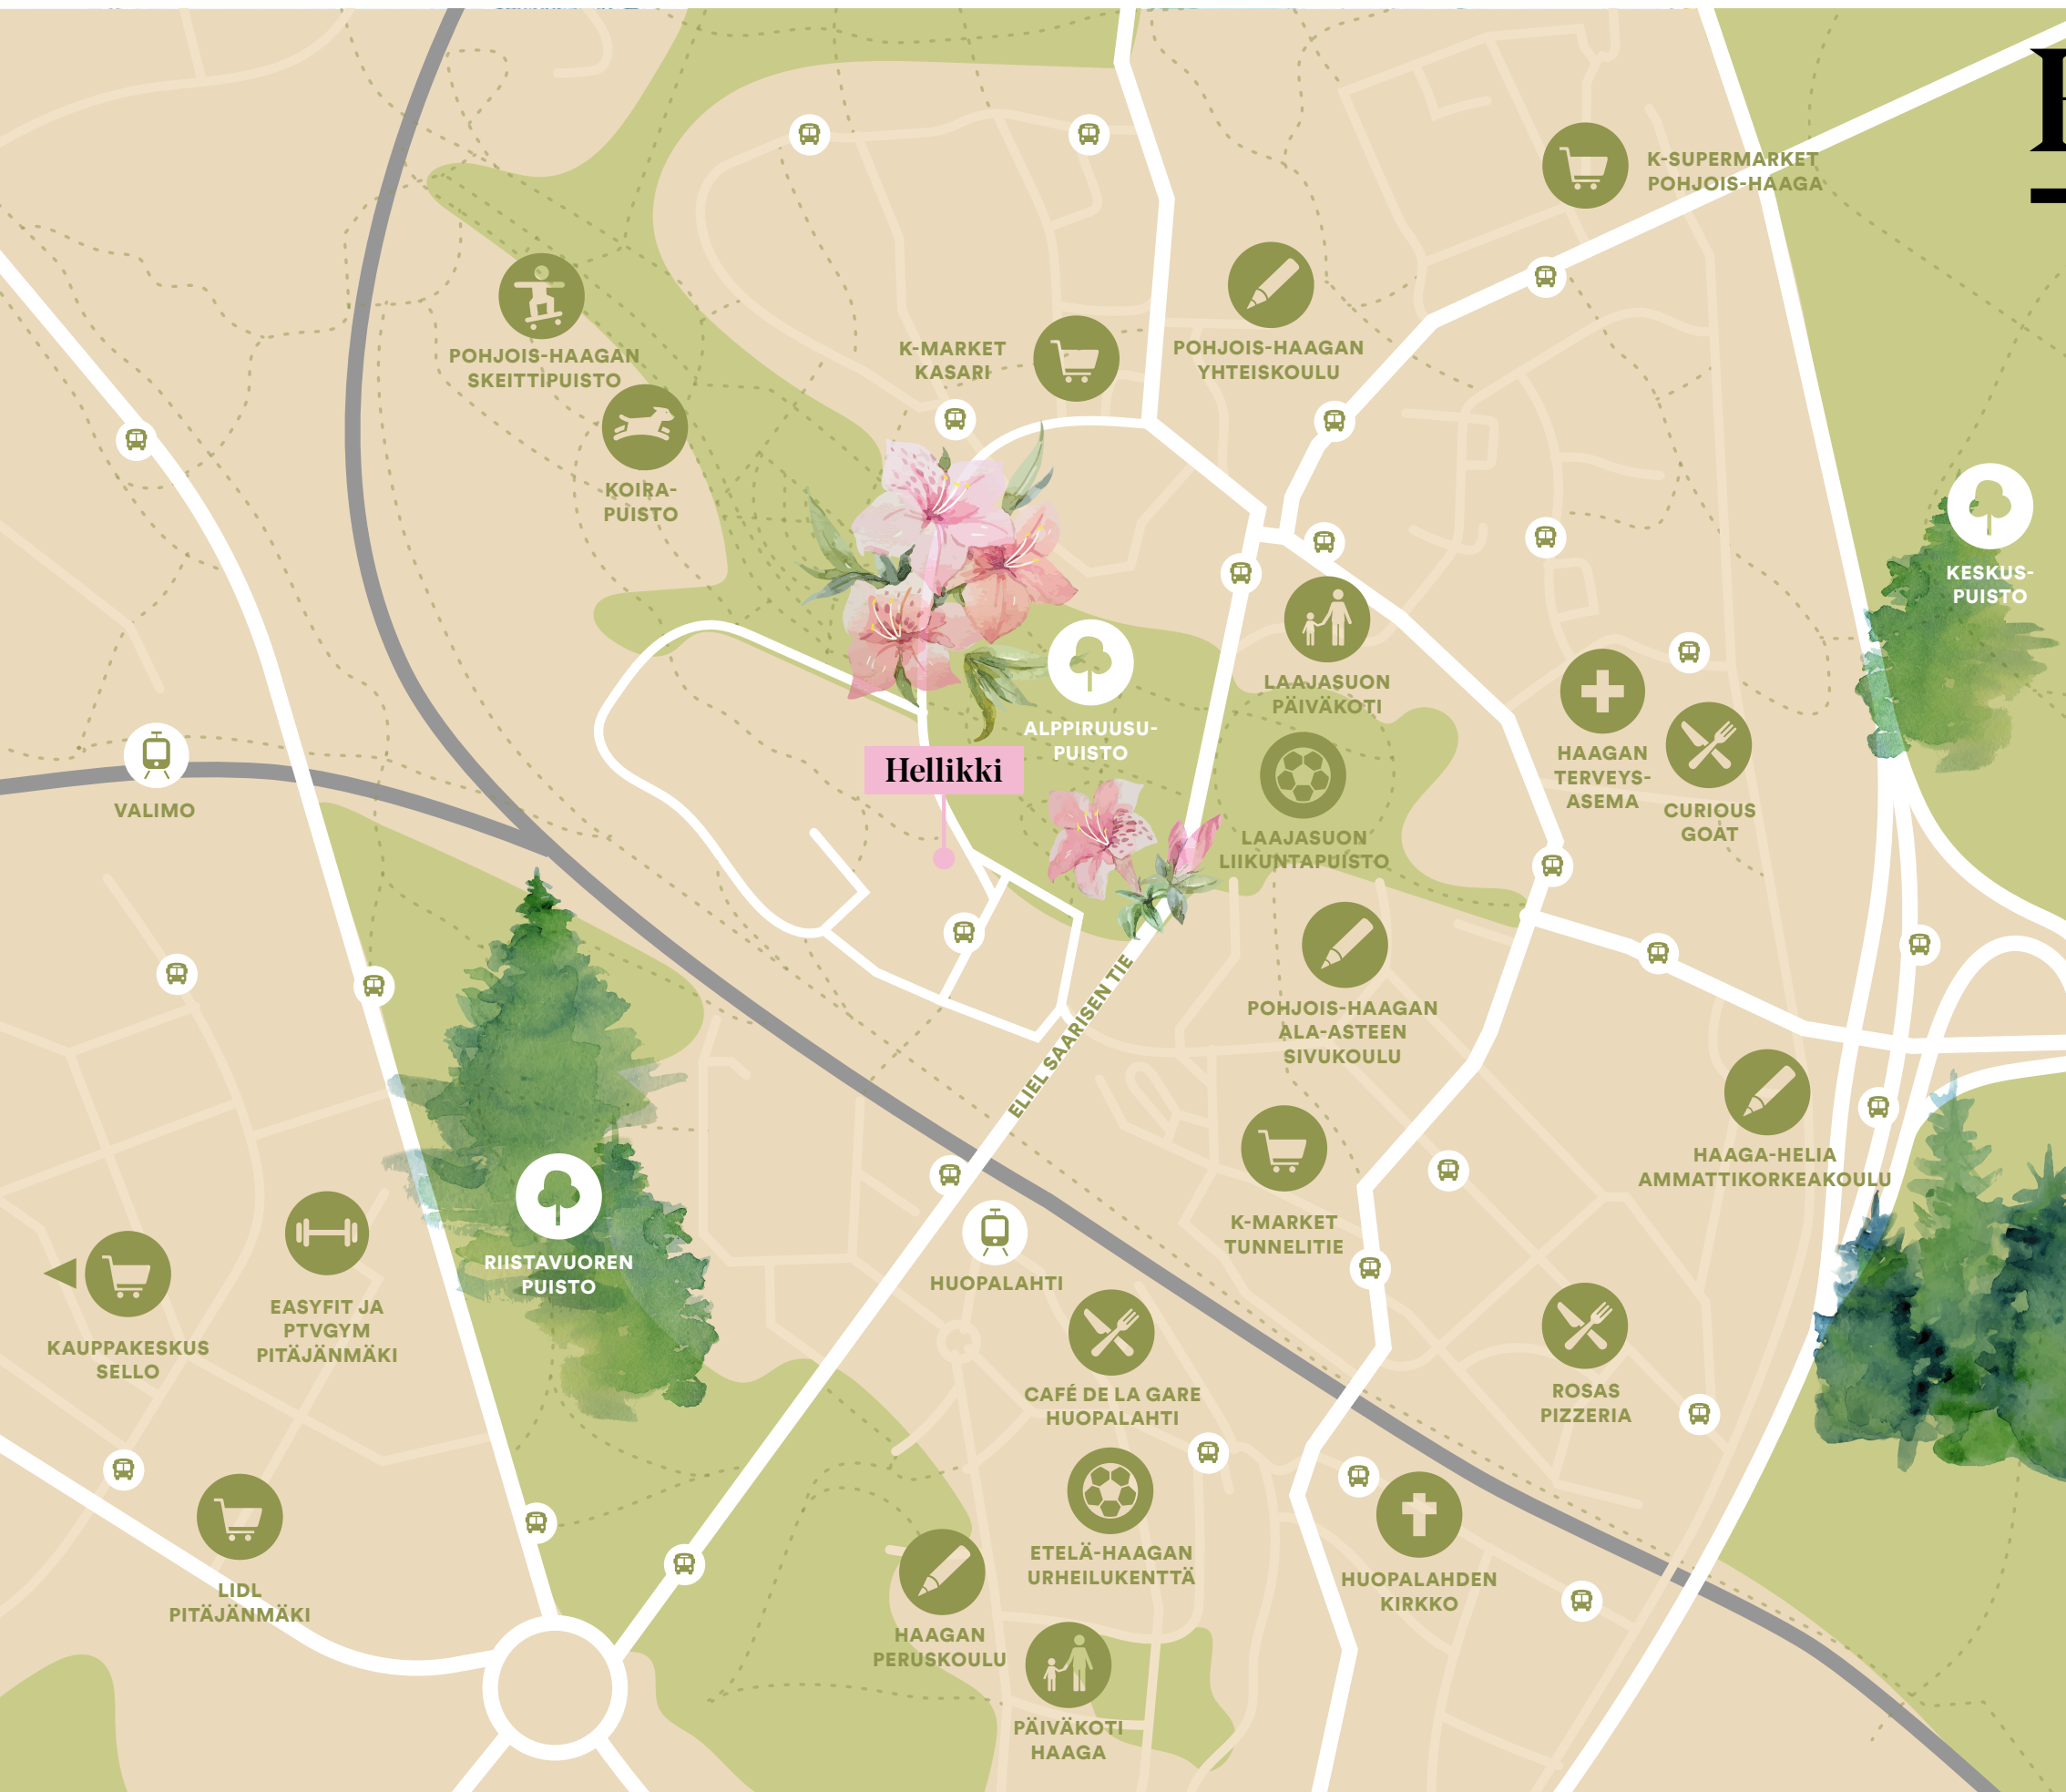 K-SUPERMARKET
POHJOIS-HAAGA
POHJOIS-HAAGAN
SKEITTIPUISTO
K-MARKET
KASARI
POHJOIS-HAAGAN
YHTEISKOULU
KOIRA-
PUISTO
KESKUS-
PUISTO
LAAJASUON
PÄIVÄKOTI
ALPPIRUUSU-
PUISTO
Hellikki
HAAGAN
TERVEYS-
ASEMA
CURIOUS
GOAT
VALIMO
LAAJASUON
LIIKUNTAPUISTO
ELIEL SAARISEN TIE
POHJOIS-HAAGAN
ALA-ASTEEN
SIVUKOULU
HAAGA-HELIA
AMMATTIKORKEAKOULU
K-MARKET
TUNNELITIE
RIISTAVUOREN
PUISTO
HUOPALAHTI
KAUPPAKESKUS
SELLO
EASYFIT JA
PTVGYM
PITÄJÄNMÄKI
CAFÉ DE LA GARE
HUOPALAHTI
ROSAS
PIZZERIA
ETELÄ-HAAGAN
URHEILUKENTTÄ
HUOPALAHDEN
KIRKKO
LIDL
PITÄJÄNMÄKI
HAAGAN
PERUSKOULU
PÄIVÄKOTI
HAAGA